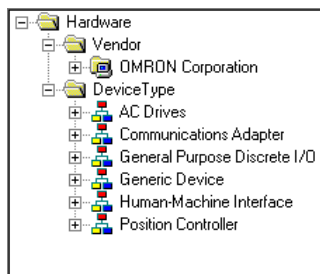 Hardware
Vendor
OMRON Corporation
DeviceType
AC Drives
Communications Adapter
General Purpose Discrete I/O
Generic Device
Human-Machine Interface
Position Controller